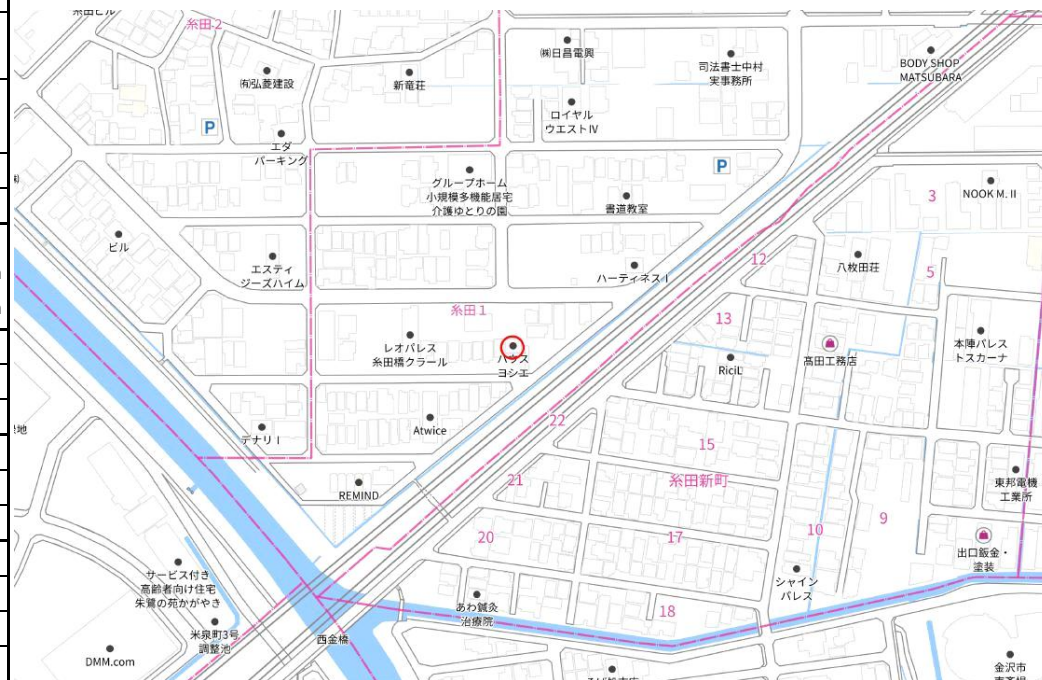 糸田ビル
糸田2
㈱日昌電興
BODY SHOP
MATSUBARA
㈲弘菱建設
新竜荘
司法書士中村
実事務所
ロイヤル
ウエストⅣ
P
エダ
パーキング
P
グループホーム
小規模多機能居宅
介護ゆとりの園
書道教室
3
NOOK M.Ⅱ
ビル
エスティ
ジーズハイム
ハーティネスⅠ
12
八枚田荘
5
糸田1
13
レオパレス
糸田橋クラール
ハウス
ヨシエ
RiciL
髙田工務店
本陣パレス
トスカーナ
デナリⅠ
Atwice
22
15
REMIND
21
糸田新町
東邦電機
工業所
20
17
10
9
出口鈑金・
塗装
サービス付き
高齢者向け住宅
朱鷺の苑かがやき
あわ鍼灸
治療院
18
シャイン
パレス
米泉町3号
調整池
西金橋
DMM.com
金沢市